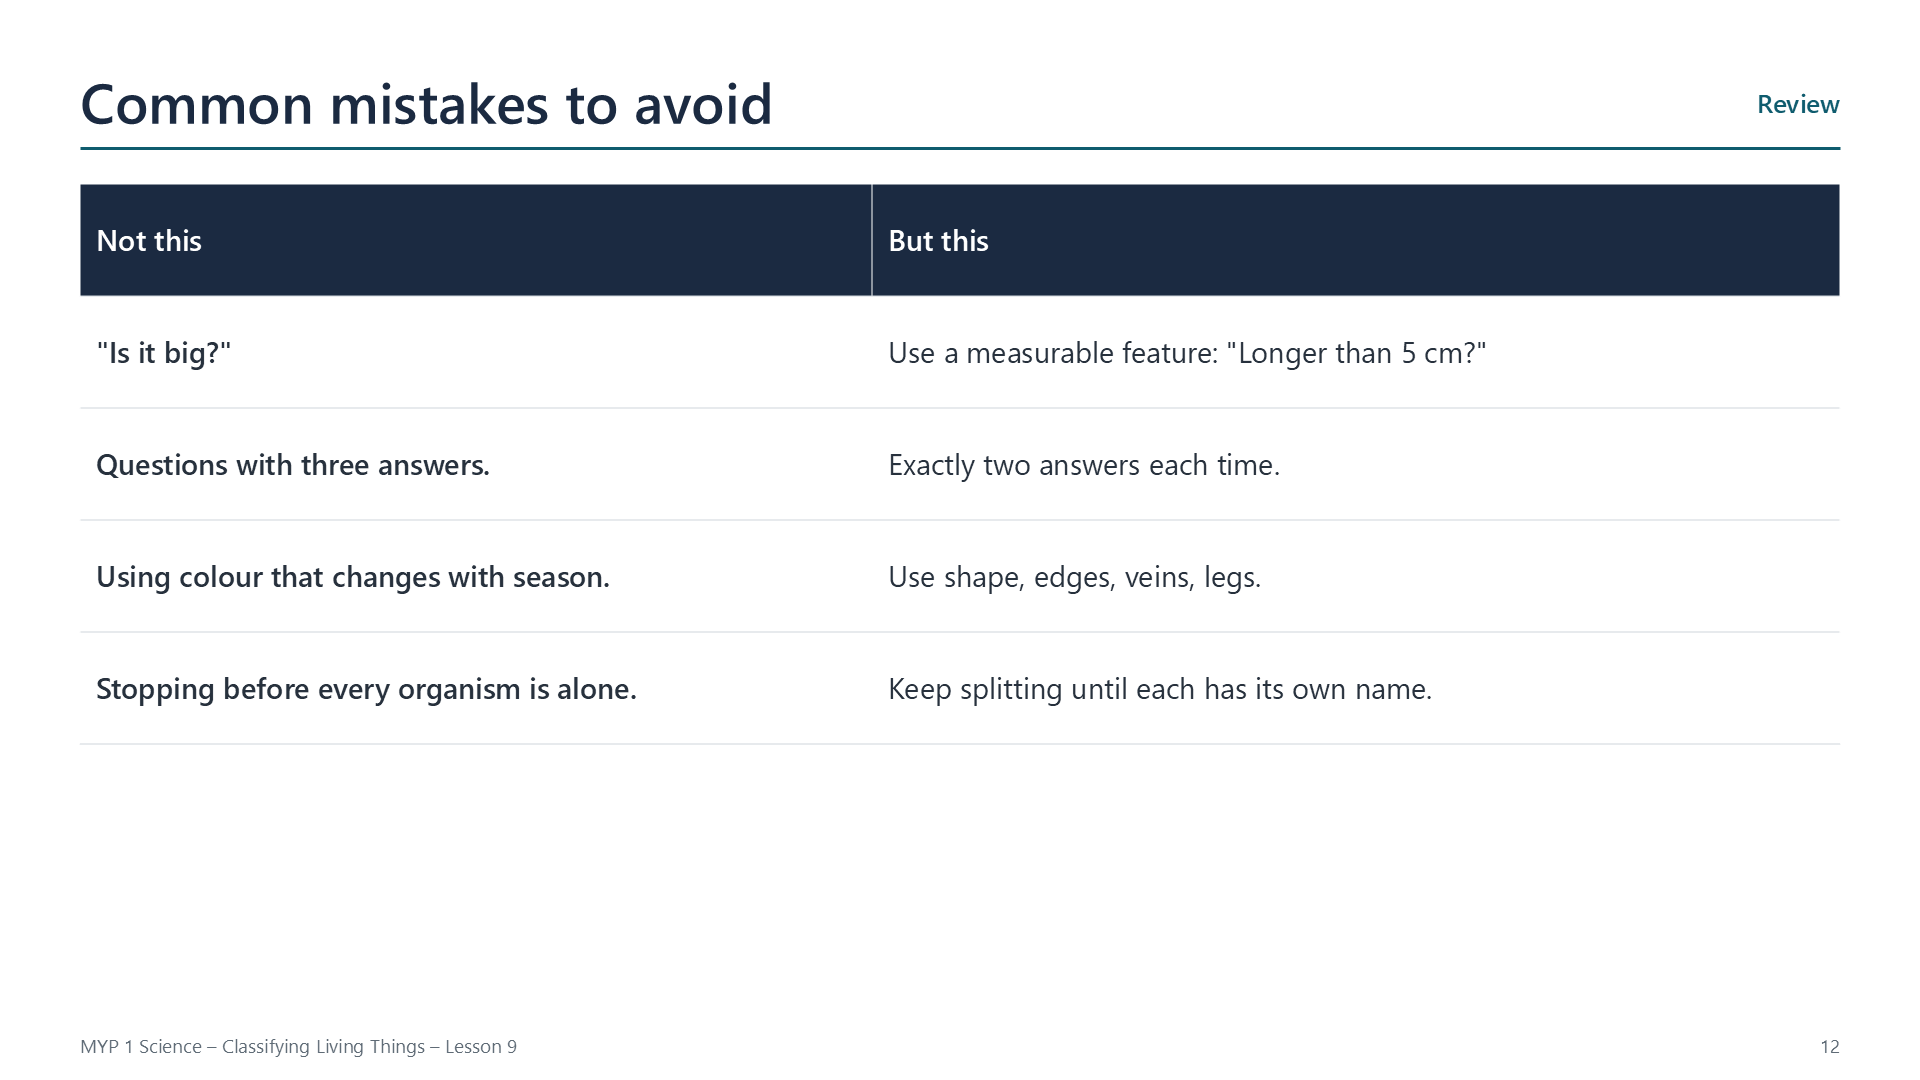 Common mistakes to avoid
Review
Not this
But this
"Is it big?"
Use a measurable feature: "Longer than 5 cm?"
Questions with three answers.
Exactly two answers each time.
Using colour that changes with season.
Use shape, edges, veins, legs.
Stopping before every organism is alone.
Keep splitting until each has its own name.
MYP 1 Science – Classifying Living Things – Lesson 9
12